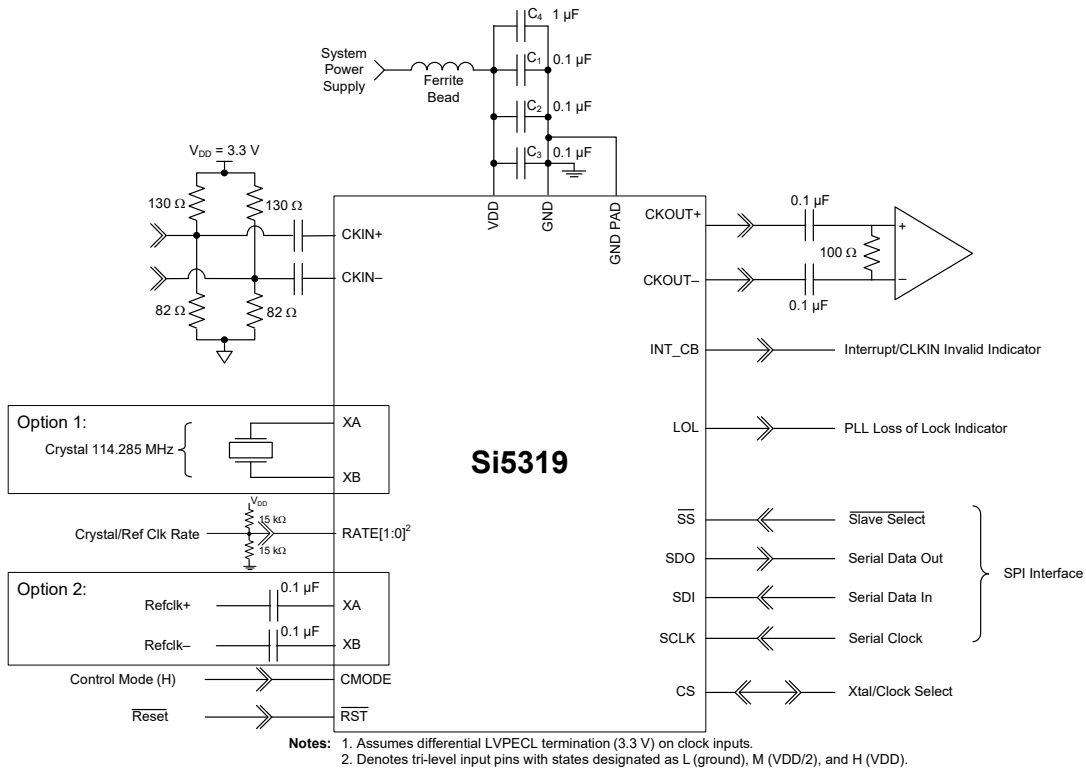 C4 1 µF
System
Power
Supply
Ferrite
Bead
C1 0.1 µF
C2 0.1 µF
C3 0.1 µF
VDD = 3.3 V
130 Ω
130 Ω
82 Ω
82 Ω
CKIN+
CKIN–
VDD
GND
GND PAD
CKOUT+
CKOUT–
0.1 µF
100 Ω
+
–
0.1 µF
INT_CB
Interrupt/CLKIN Invalid Indicator
Option 1:
Crystal 114.285 MHz
XA
XB
Si5319
LOL
PLL Loss of Lock Indicator
VDD
15 kΩ
15 kΩ
Crystal/Ref Clk Rate
RATE[1:0]2
SS
Slave Select
SDO
Serial Data Out
SDI
Serial Data In
SCLK
Serial Clock
SPI Interface
Option 2:
Refclk+
0.1 µF
XA
Refclk–
0.1 µF
XB
Control Mode (H)
CMODE
CS
Xtal/Clock Select
Reset
RST
Notes: 1. Assumes differential LVPECL termination (3.3 V) on clock inputs.
2. Denotes tri-level input pins with states designated as L (ground), M (VDD/2), and H (VDD).